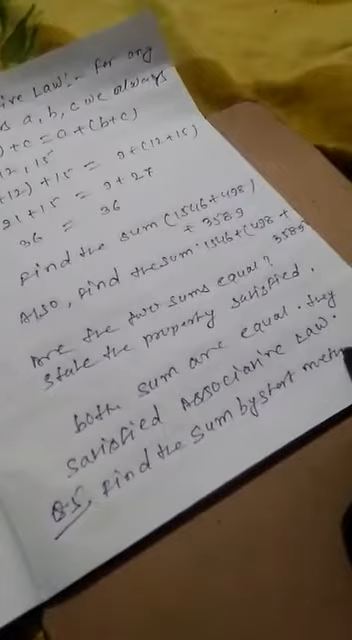 ive Law:- For any
s a, b, c we always
) + c = a + (b+c)
12, 15
+12) + 15 = 9 + (12+15)
21 + 15 = 9 + 27
36 = 36
Find the sum (1546+498)
+ 3589
Also, Find the sum: 1546 + (498 +
3589
Are the two sums equal?
State the property satisfied.
both sum are equal. they
satisfied Associative Law.
Q.5, Find the sum by short meth